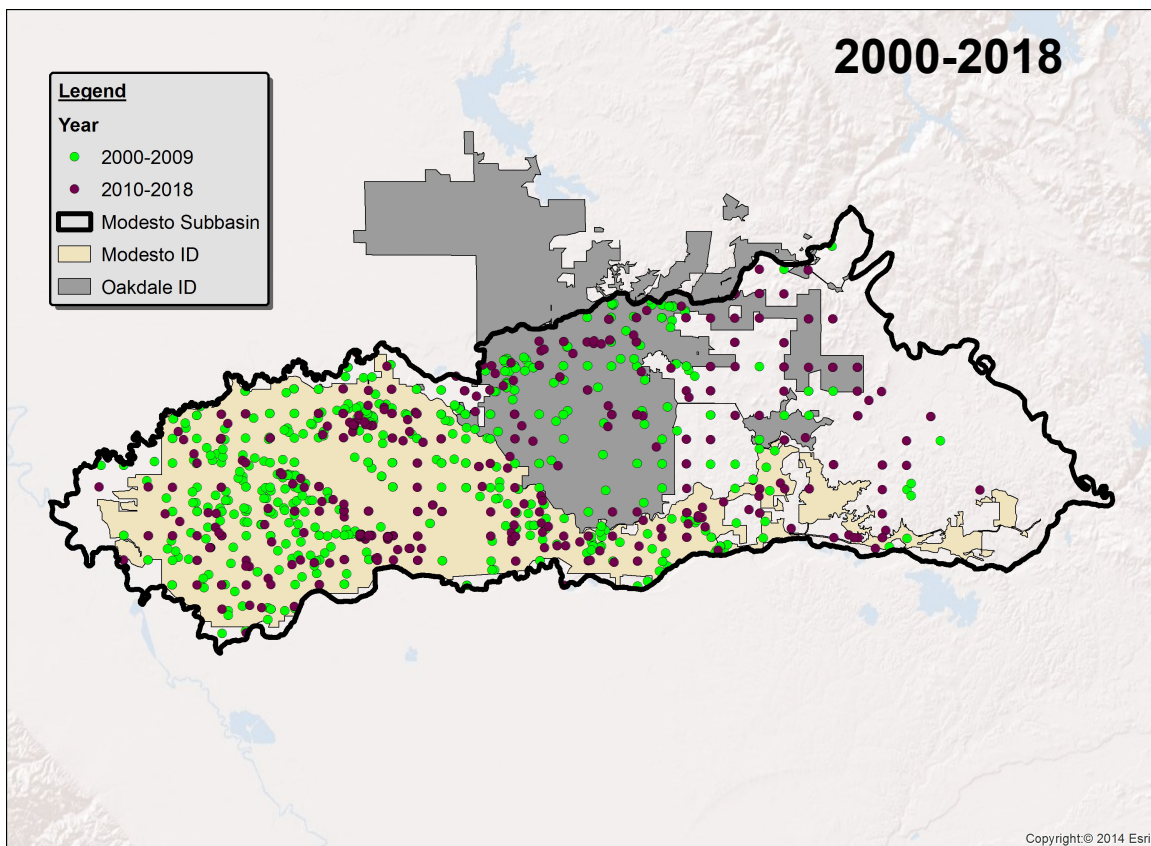 2000-2018
Legend
Year
2000-2009
2010-2018
Modesto Subbasin
Modesto ID
Oakdale ID
Copyright:© 2014 Esri